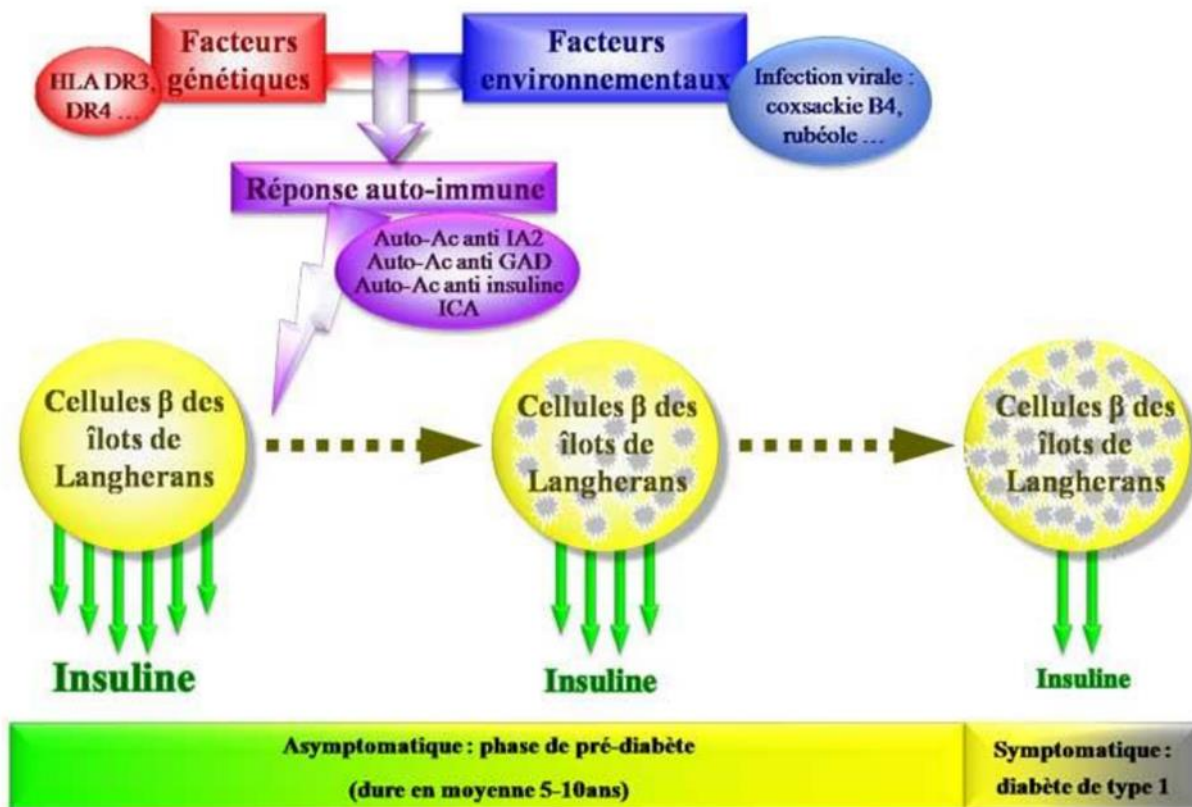 Facteurs
génétiques
HLA DR3,
DR4 ...
Facteurs
environnementaux
Infection virale :
coxsackie B4,
rubéole ...
Réponse auto-immune
Auto-Ac anti IA2
Auto-Ac anti GAD
Auto-Ac anti insuline
ICA
Cellules β des
îlots de
Langherans
Cellules β des
îlots de
Langherans
Cellules β des
îlots de
Langherans
Insuline
Insuline
Insuline
Asymptomatique : phase de pré-diabète
(dure en moyenne 5-10ans)
Symptomatique :
diabète de type 1